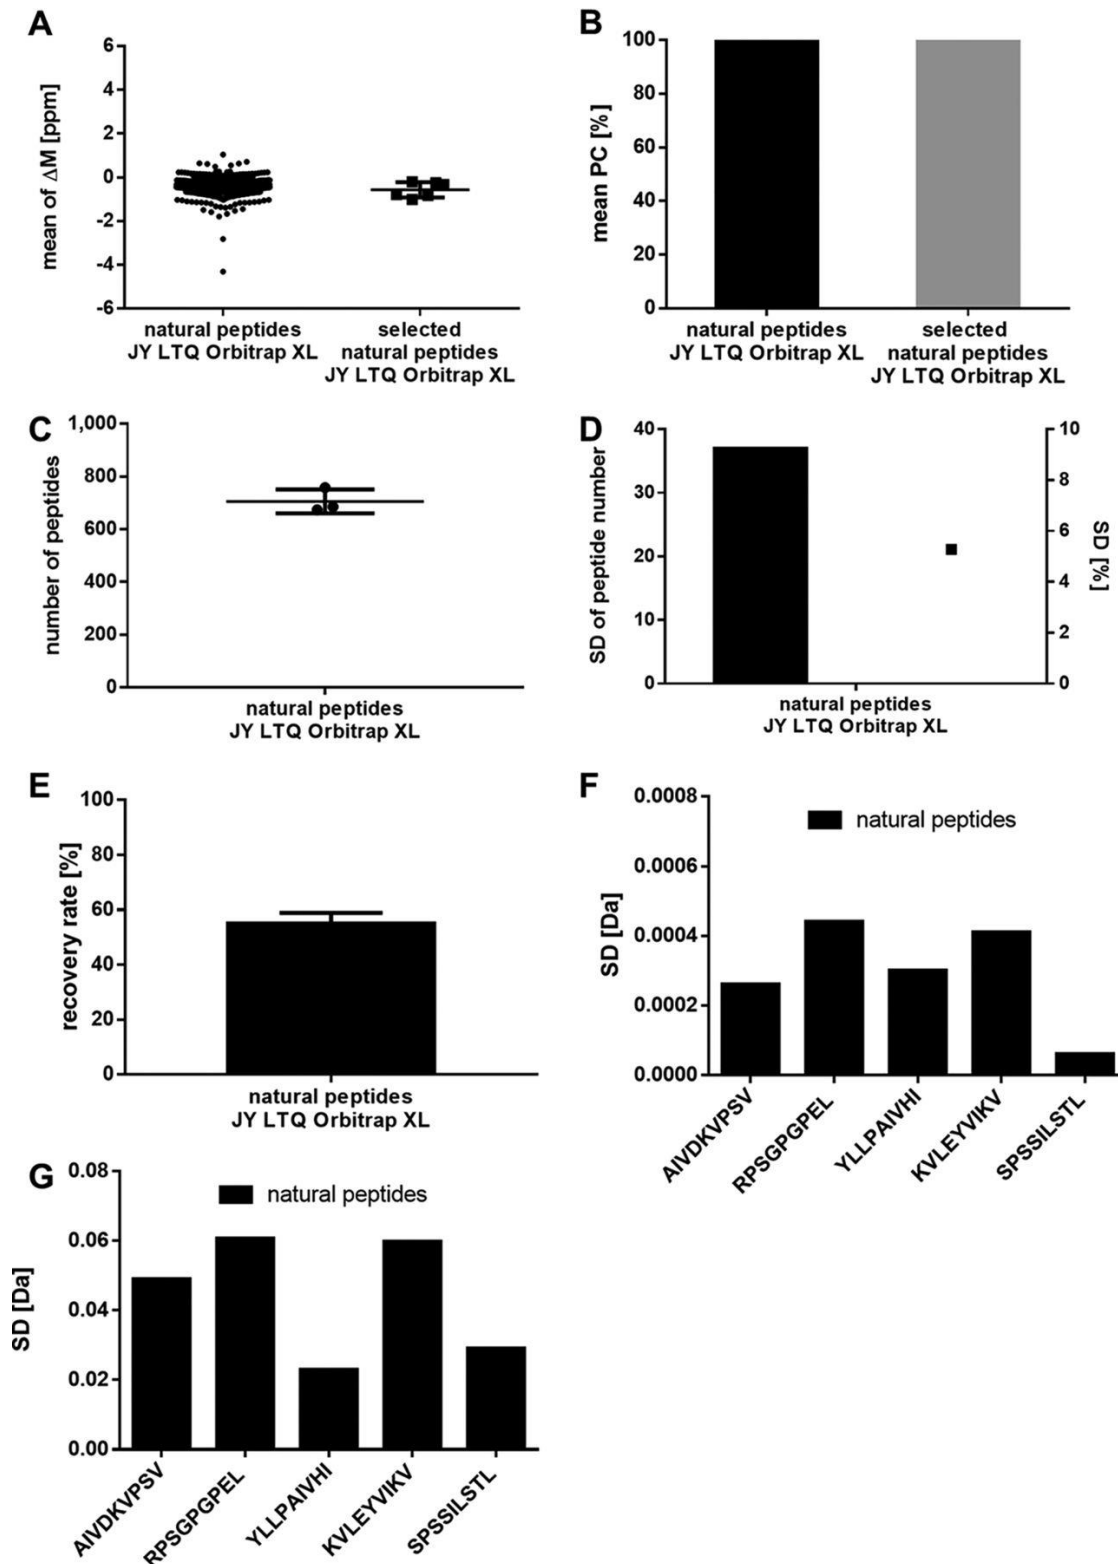 A
mean of ΔM [ppm]
6
4
2
0
-2
-4
-6
natural peptides
JY LTQ Orbitrap XL
selected
natural peptides
JY LTQ Orbitrap XL
B
mean PC [%]
100
80
60
40
20
0
natural peptides
JY LTQ Orbitrap XL
selected
natural peptides
JY LTQ Orbitrap XL
C
number of peptides
1,000
800
600
400
200
0
natural peptides
JY LTQ Orbitrap XL
D
SD of peptide number
40
30
20
10
0
10
8
6
4
2
0
SD [%]
natural peptides
JY LTQ Orbitrap XL
E
recovery rate [%]
100
80
60
40
20
0
natural peptides
JY LTQ Orbitrap XL
F
SD [Da]
0.0008
0.0006
0.0004
0.0002
0.0000
natural peptides
AIVDKVPSV
RPSGPGPEL
YLLPAIVHI
KVLEYVIKV
SPSSILSTL
G
SD [Da]
0.08
0.06
0.04
0.02
0.00
natural peptides
AIVDKVPSV
RPSGPGPEL
YLLPAIVHI
KVLEYVIKV
SPSSILSTL